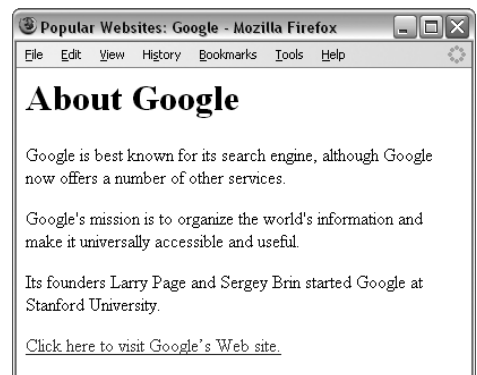 Popular Websites: Google - Mozilla Firefox
File Edit View History Bookmarks Tools Help
About Google
Google is best known for its search engine, although Google
now offers a number of other services.
Google's mission is to organize the world's information and
make it universally accessible and useful.
Its founders Larry Page and Sergey Brin started Google at
Stanford University.
Click here to visit Google's Web site.